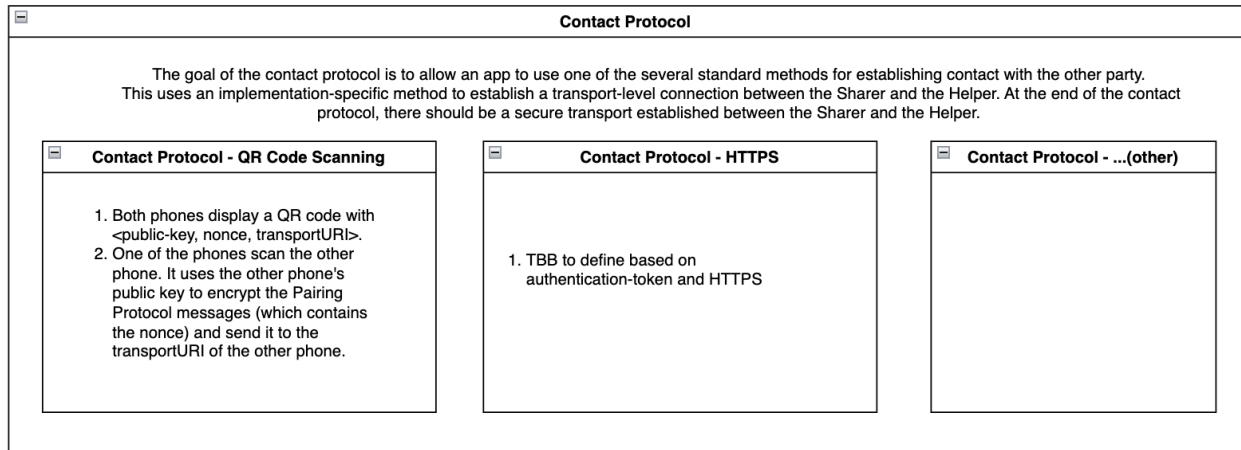 Contact Protocol
The goal of the contact protocol is to allow an app to use one of the several standard methods for establishing contact with the other party.
This uses an implementation-specific method to establish a transport-level connection between the Sharer and the Helper. At the end of the contact
protocol, there should be a secure transport established between the Sharer and the Helper.
Contact Protocol - QR Code Scanning
1. Both phones display a QR code with
<public-key, nonce, transportURI>.
2. One of the phones scan the other
phone. It uses the other phone's
public key to encrypt the Pairing
Protocol messages (which contains
the nonce) and send it to the
transportURI of the other phone.
Contact Protocol - HTTPS
1. TBB to define based on
authentication-token and HTTPS
Contact Protocol - ...(other)